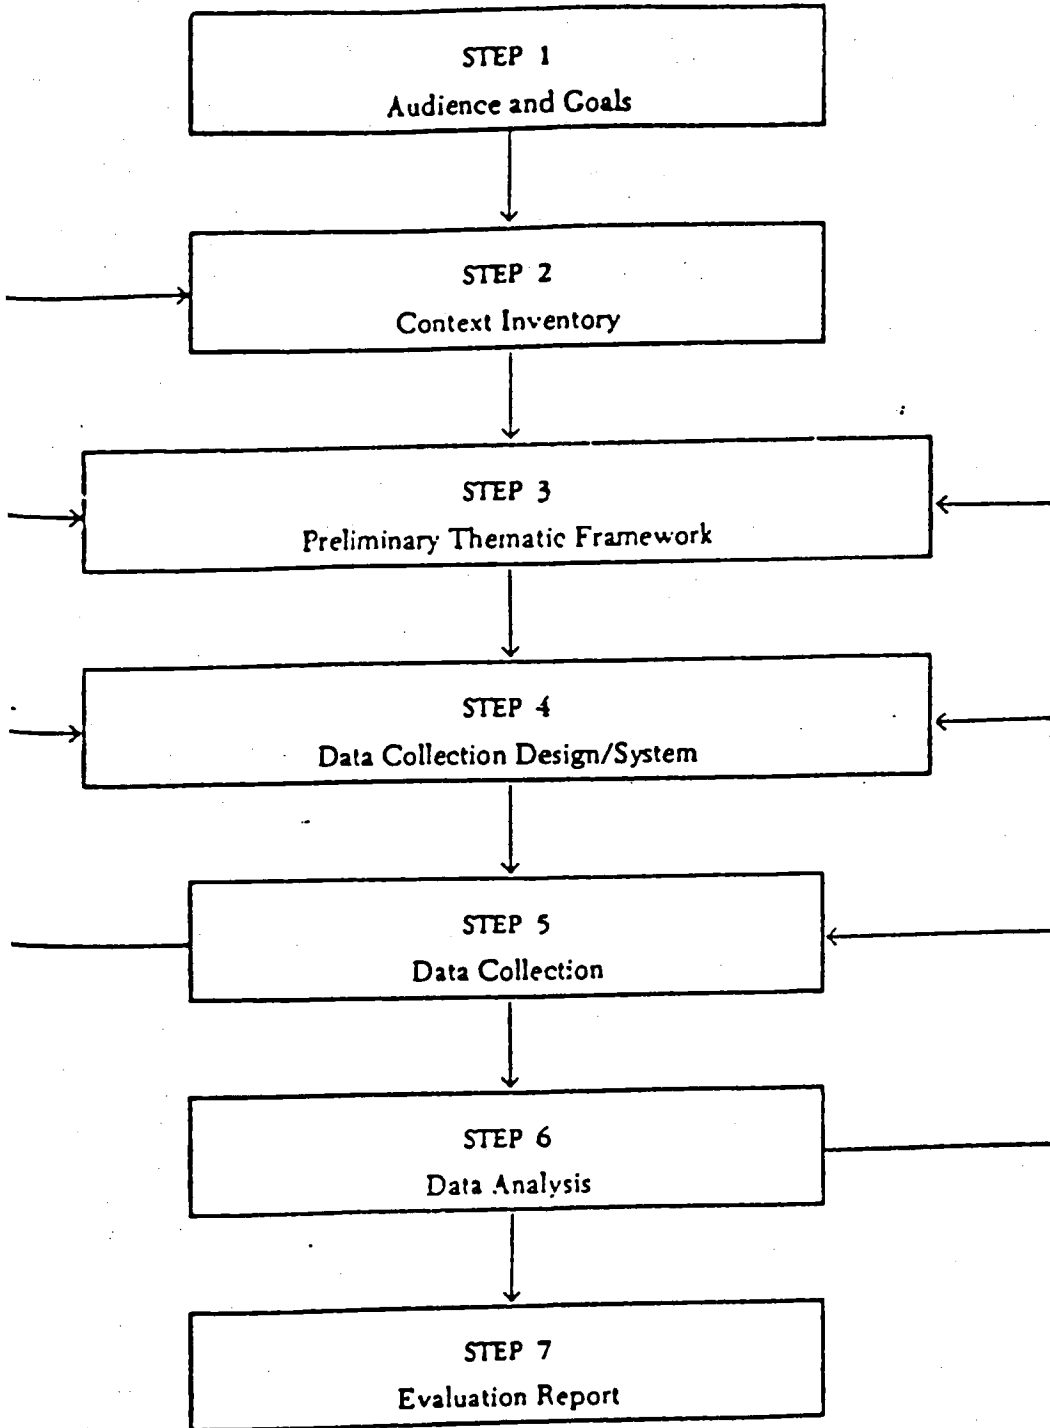 STEP 1
Audience and Goals
STEP 2
Context Inventory
STEP 3
Preliminary Thematic Framework
STEP 4
Data Collection Design/System
STEP 5
Data Collection
STEP 6
Data Analysis
STEP 7
Evaluation Report